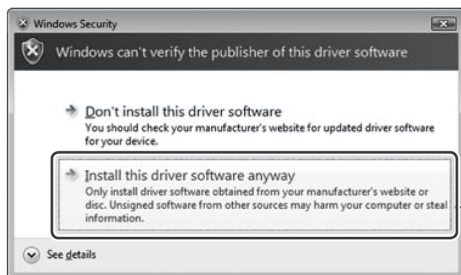 Windows Security
Windows can't verify the publisher of this driver software
Don't install this driver software
You should check your manufacturer's website for updated driver software
for your device.
Install this driver software anyway
Only install driver software obtained from your manufacturer's website or
disc. Unsigned software from other sources may harm your computer or steal
information.
See details